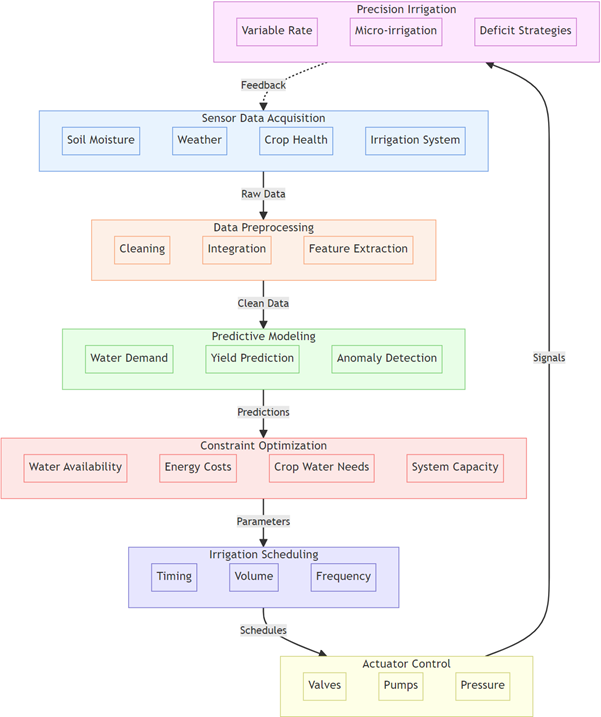 Precision Irrigation
Variable Rate
Micro-irrigation
Deficit Strategies
Feedback
Sensor Data Acquisition
Soil Moisture
Weather
Crop Health
Irrigation System
Raw Data
Data Preprocessing
Cleaning
Integration
Feature Extraction
Clean Data
Predictive Modeling
Water Demand
Yield Prediction
Anomaly Detection
Signals
Predictions
Constraint Optimization
Water Availability
Energy Costs
Crop Water Needs
System Capacity
Parameters
Irrigation Scheduling
Timing
Volume
Frequency
Schedules
Actuator Control
Valves
Pumps
Pressure